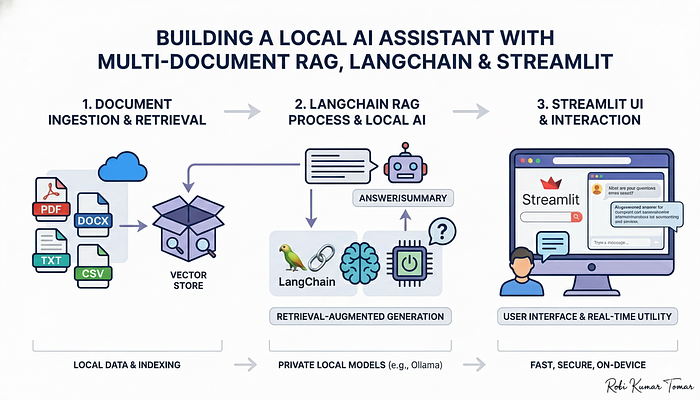 BUILDING A LOCAL AI ASSISTANT WITH
MULTI-DOCUMENT RAG, LANGCHAIN & STREAMLIT
1. DOCUMENT
INGESTION & RETRIEVAL
2. LANGCHAIN RAG
PROCESS & LOCAL AI
3. STREAMLIT UI
& INTERACTION
PDF
DOCX
TXT
CSV
VECTOR
STORE
ANSWER/SUMMARY
?
LangChain
RETRIEVAL-AUGMENTED GENERATION
Streamlit
Type a message...
USER INTERFACE & REAL-TIME UTILITY
LOCAL DATA & INDEXING
PRIVATE LOCAL MODELS (e.g., Ollama)
FAST, SECURE, ON-DEVICE
Robi Kumar Tomar